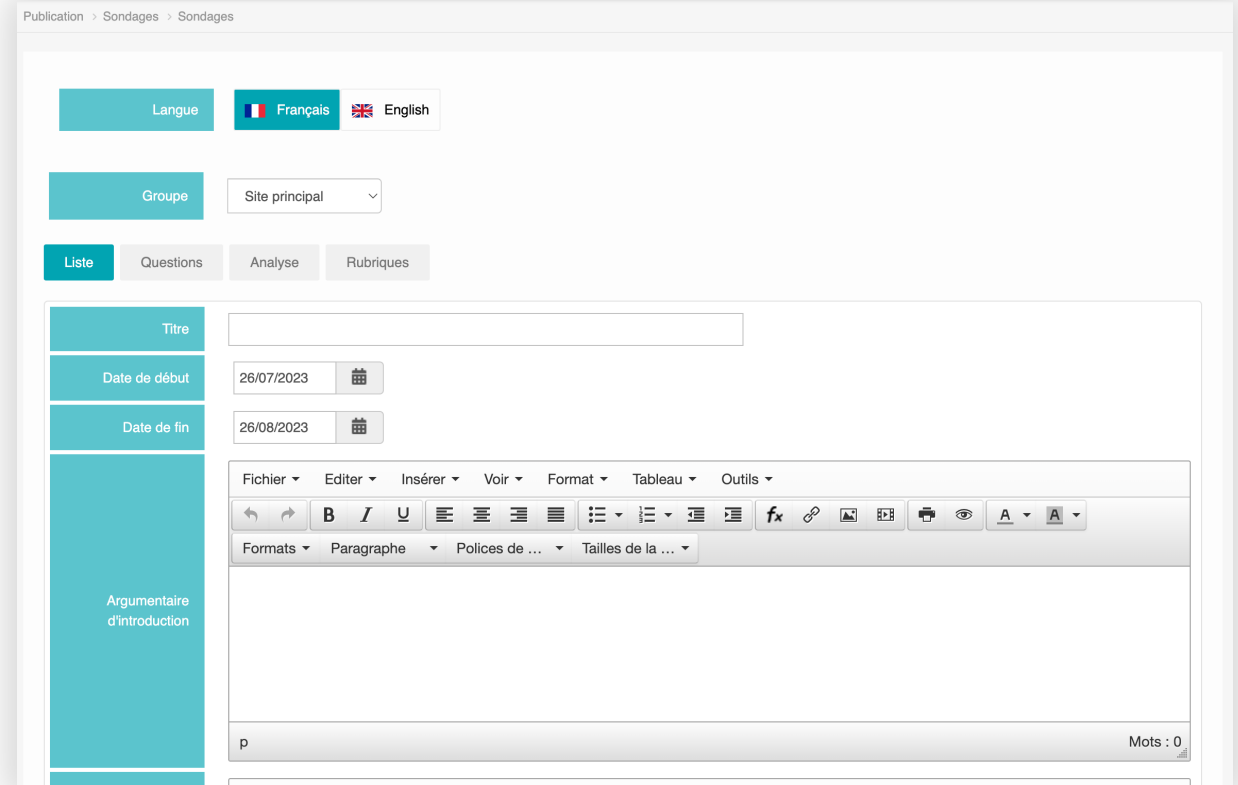 Publication > Sondages > Sondages
Langue Français English
Groupe Site principal
Liste Questions Analyse Rubriques
Titre
Date de début 26/07/2023
Date de fin 26/08/2023
Fichier Editer Insérer Voir Format Tableau Outils
B I U fx A A
Formats Paragraphe Polices de ... Tailles de la ...
Argumentaire
d'introduction
p Mots : 0